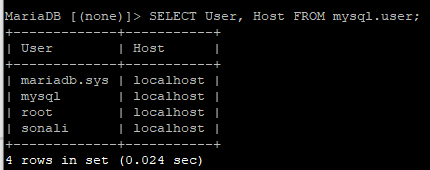 MariaDB [(none)]> SELECT User, Host FROM mysql.user;
+-------------+-----------+
| User        | Host      |
+-------------+-----------+
| mariadb.sys | localhost |
| mysql       | localhost |
| root        | localhost |
| sonali      | localhost |
+-------------+-----------+
4 rows in set (0.024 sec)